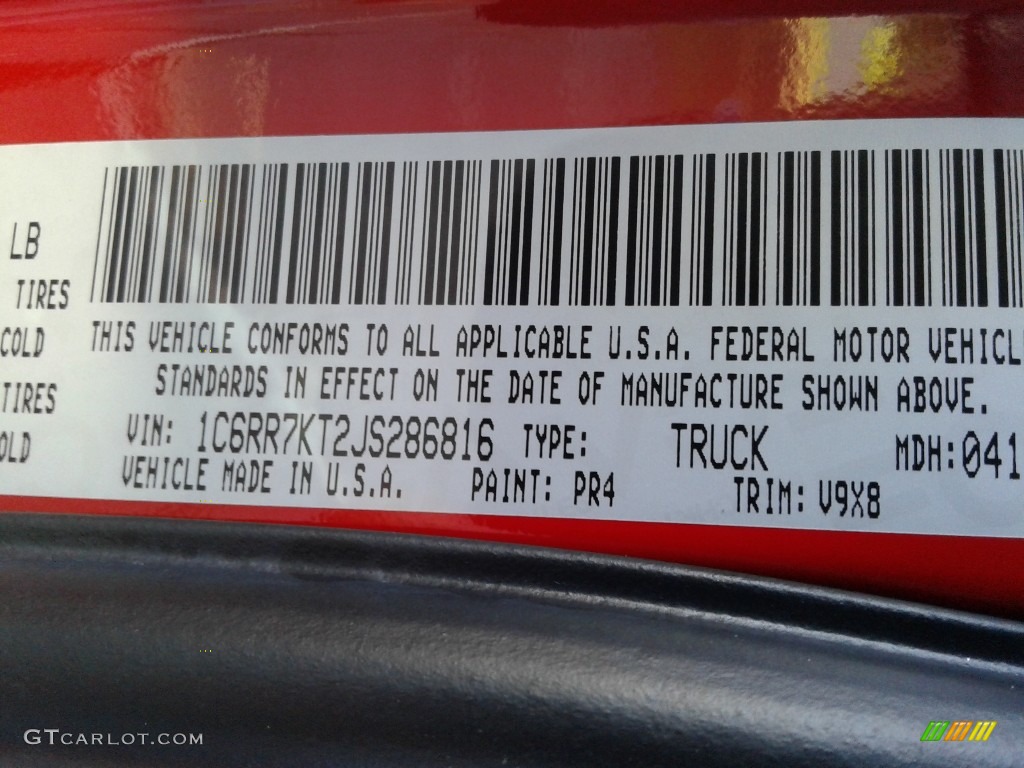 LB
TIRES
COLD
THIS VEHICLE CONFORMS TO ALL APPLICABLE U.S.A. FEDERAL MOTOR VEHICL
TIRES
STANDARDS IN EFFECT ON THE DATE OF MANUFACTURE SHOWN ABOVE.
OLD
VIN: 1C6RR7KT2JS286816 TYPE: TRUCK MDH:041
VEHICLE MADE IN U.S.A. PAINT: PR4 TRIM: V9X8
GTCARLOT.COM